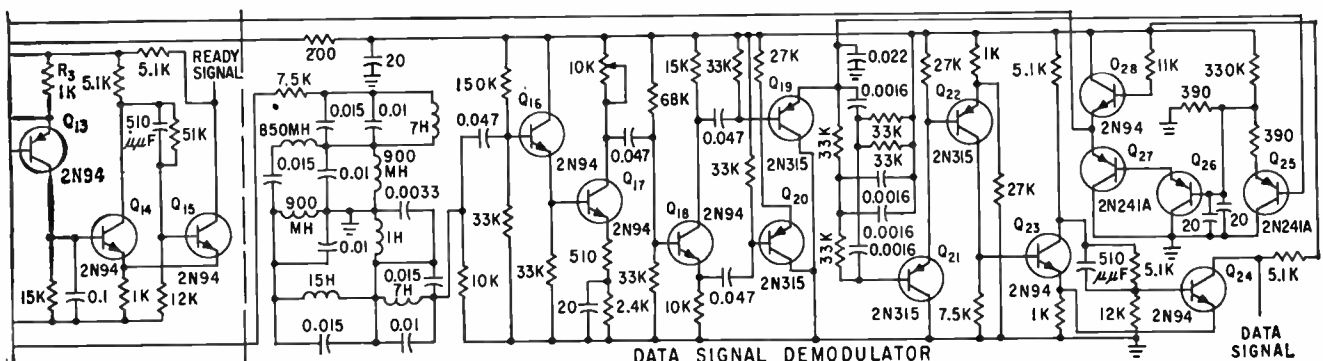 READY
SIGNAL
R3
1K
5.1K
5.1K
200
20
Q13
2N94
510
μμF
51K
Q14
Q15
2N94
2N94
15K
0.1
1K
12K
7.5K
0.015
0.01
7H
850MH
0.015
0.01
900
MH
0.0033
900
MH
0.01
1H
0.015
15H
7H
0.015
0.01
0.047
10K
150K
Q16
2N94
33K
33K
10K
0.047
Q17
2N94
510
20
2.4K
68K
33K
15K
33K
0.047
Q18
2N94
33K
0.047
10K
27K
Q19
2N315
Q20
2N315
0.022
0.0016
33K
33K
33K
0.0016
0.0016
0.0016
33K
Q21
2N315
27K
Q22
2N315
1K
27K
7.5K
5.1K
Q23
2N94
1K
510
μμF
5.1K
12K
Q28
2N94
11K
390
330K
390
Q27
2N241A
Q26
Q25
2N241A
20
20
Q24
2N94
5.1K
DATA
SIGNAL
DATA SIGNAL DEMODULATOR